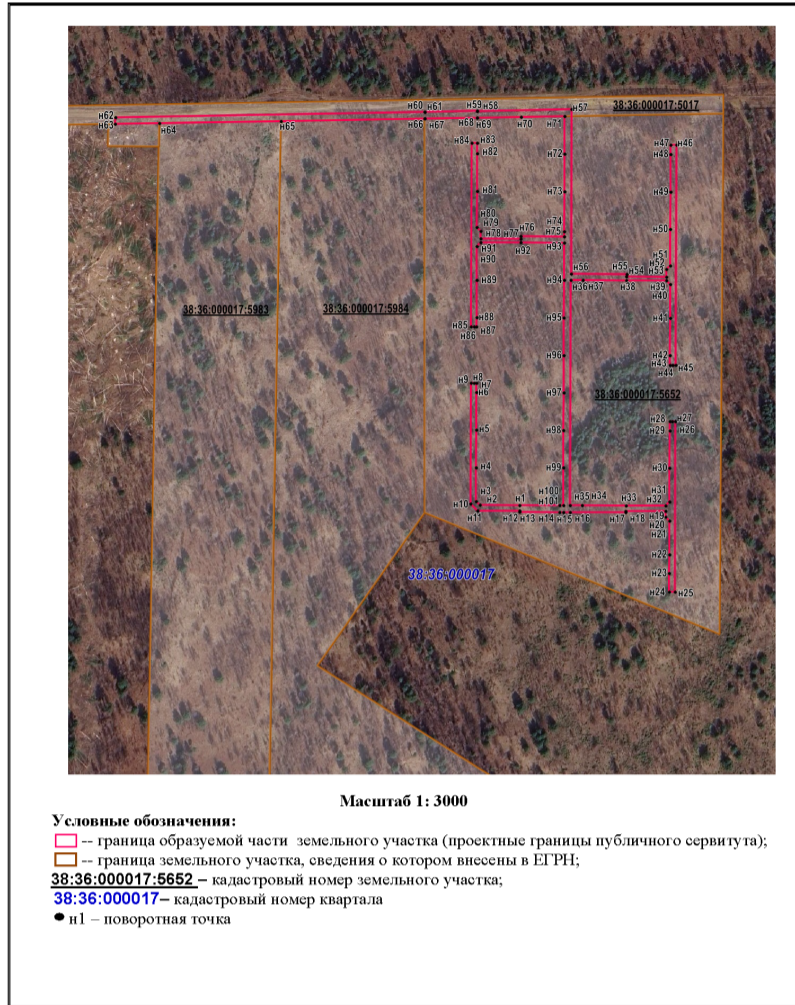 н60 н61 н59 н58 н57 38:36:000017:5017
н62
н63 н64 н65 н66 н67 н68 н69 н70 н71
н84 н83 н47 н46
н82 н72 н48
н81 н73 н49
н80
н79 н76 н74 н50
н78 н77 н75
н91 н92 н93 н51
н90 н52
н56 н55 н54 н53
н89 н94 н36 н37 н38 н39
н40
38:36:000017:5983 38:36:000017:5984
н88 н95 н41
н85 н87
н86
н96 н42
н43 н45
н44
н8
н9 н7
н6 н97 38:36:000017:5652
н28 н27
н5 н98 н29 н26
н4 н99 н30
н3 н100 н31
н10 н2 н1 н101 н35 н34 н33 н32
н11 н12 н13 н14 н15 н16 н17 н18 н19
н20
н21
н22
38:36:000017 н23
н24 н25
Масштаб 1: 3000
Условные обозначения:
-- граница образуемой части земельного участка (проектные границы публичного сервитута);
-- граница земельного участка, сведения о котором внесены в ЕГРН;
38:36:000017:5652 – кадастровый номер земельного участка;
38:36:000017– кадастровый номер квартала
н1 – поворотная точка